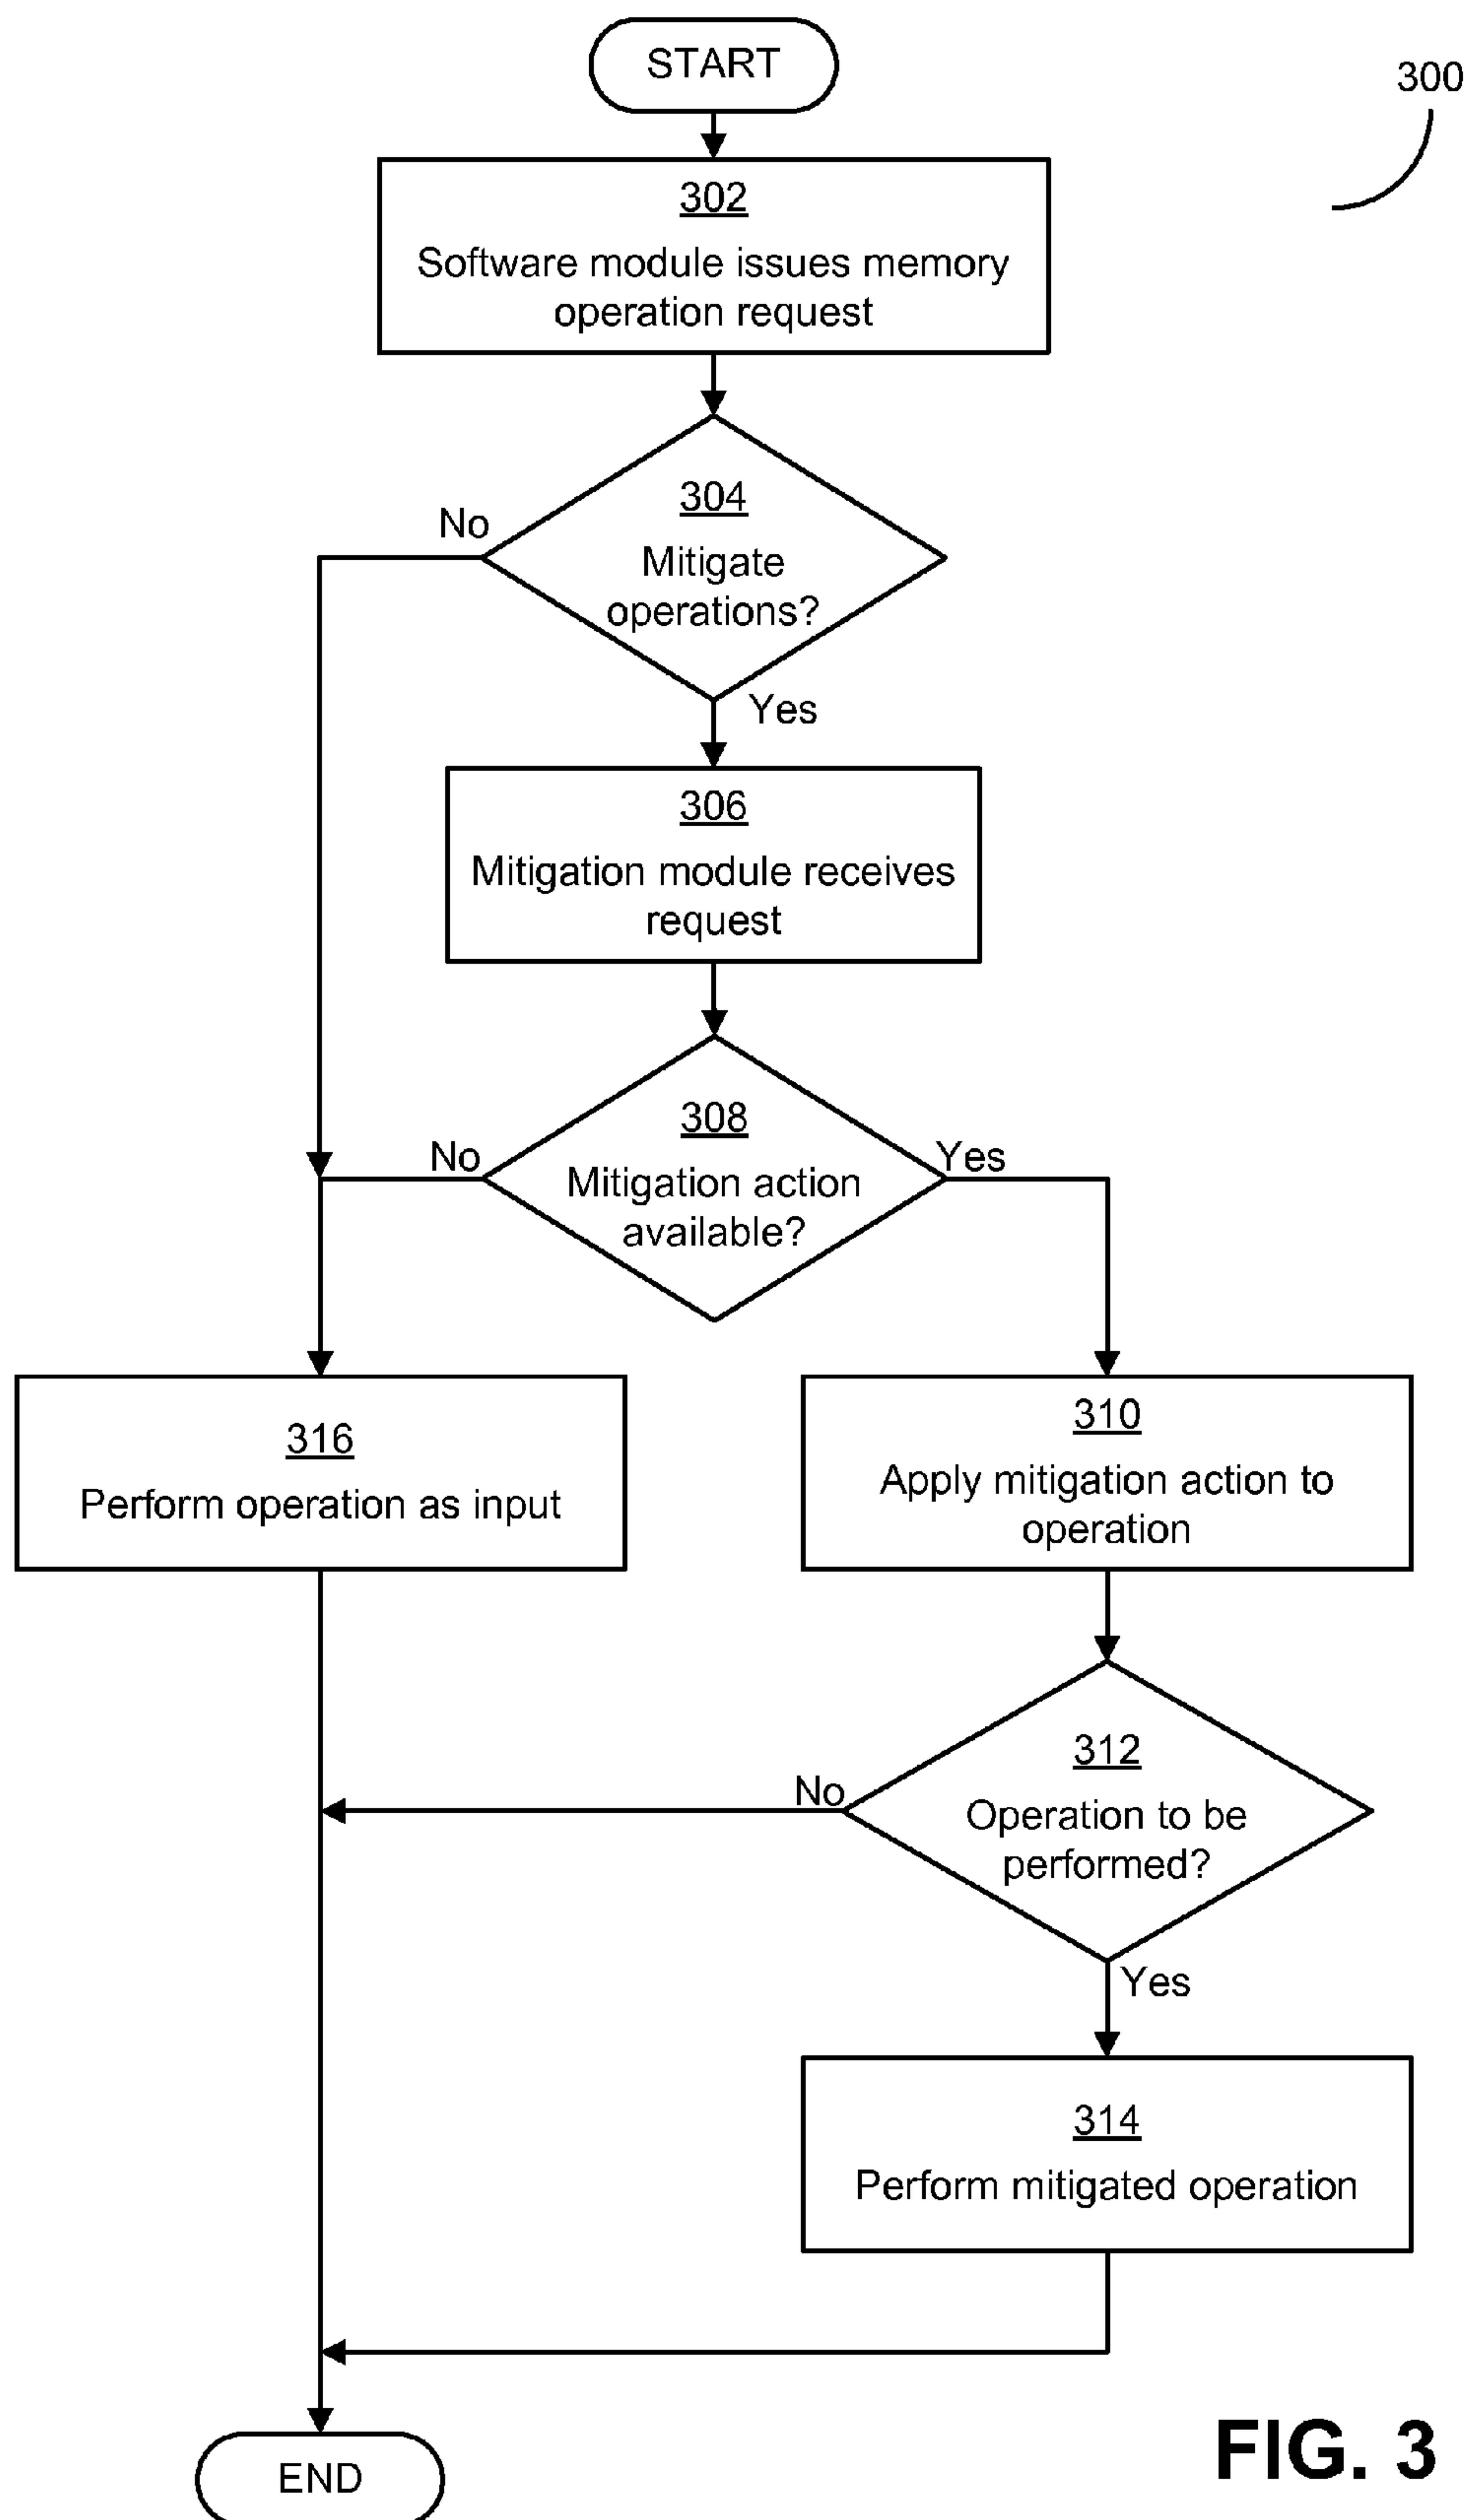 START
300
302
Software module issues memory
operation request
304
No
Mitigate
operations?
Yes
306
Mitigation module receives
request
308
No
Yes
Mitigation action
available?
316
Perform operation as input
310
Apply mitigation action to
operation
312
No
Operation to be
performed?
Yes
314
Perform mitigated operation
END
FIG. 3